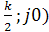 k/2 ; j0)